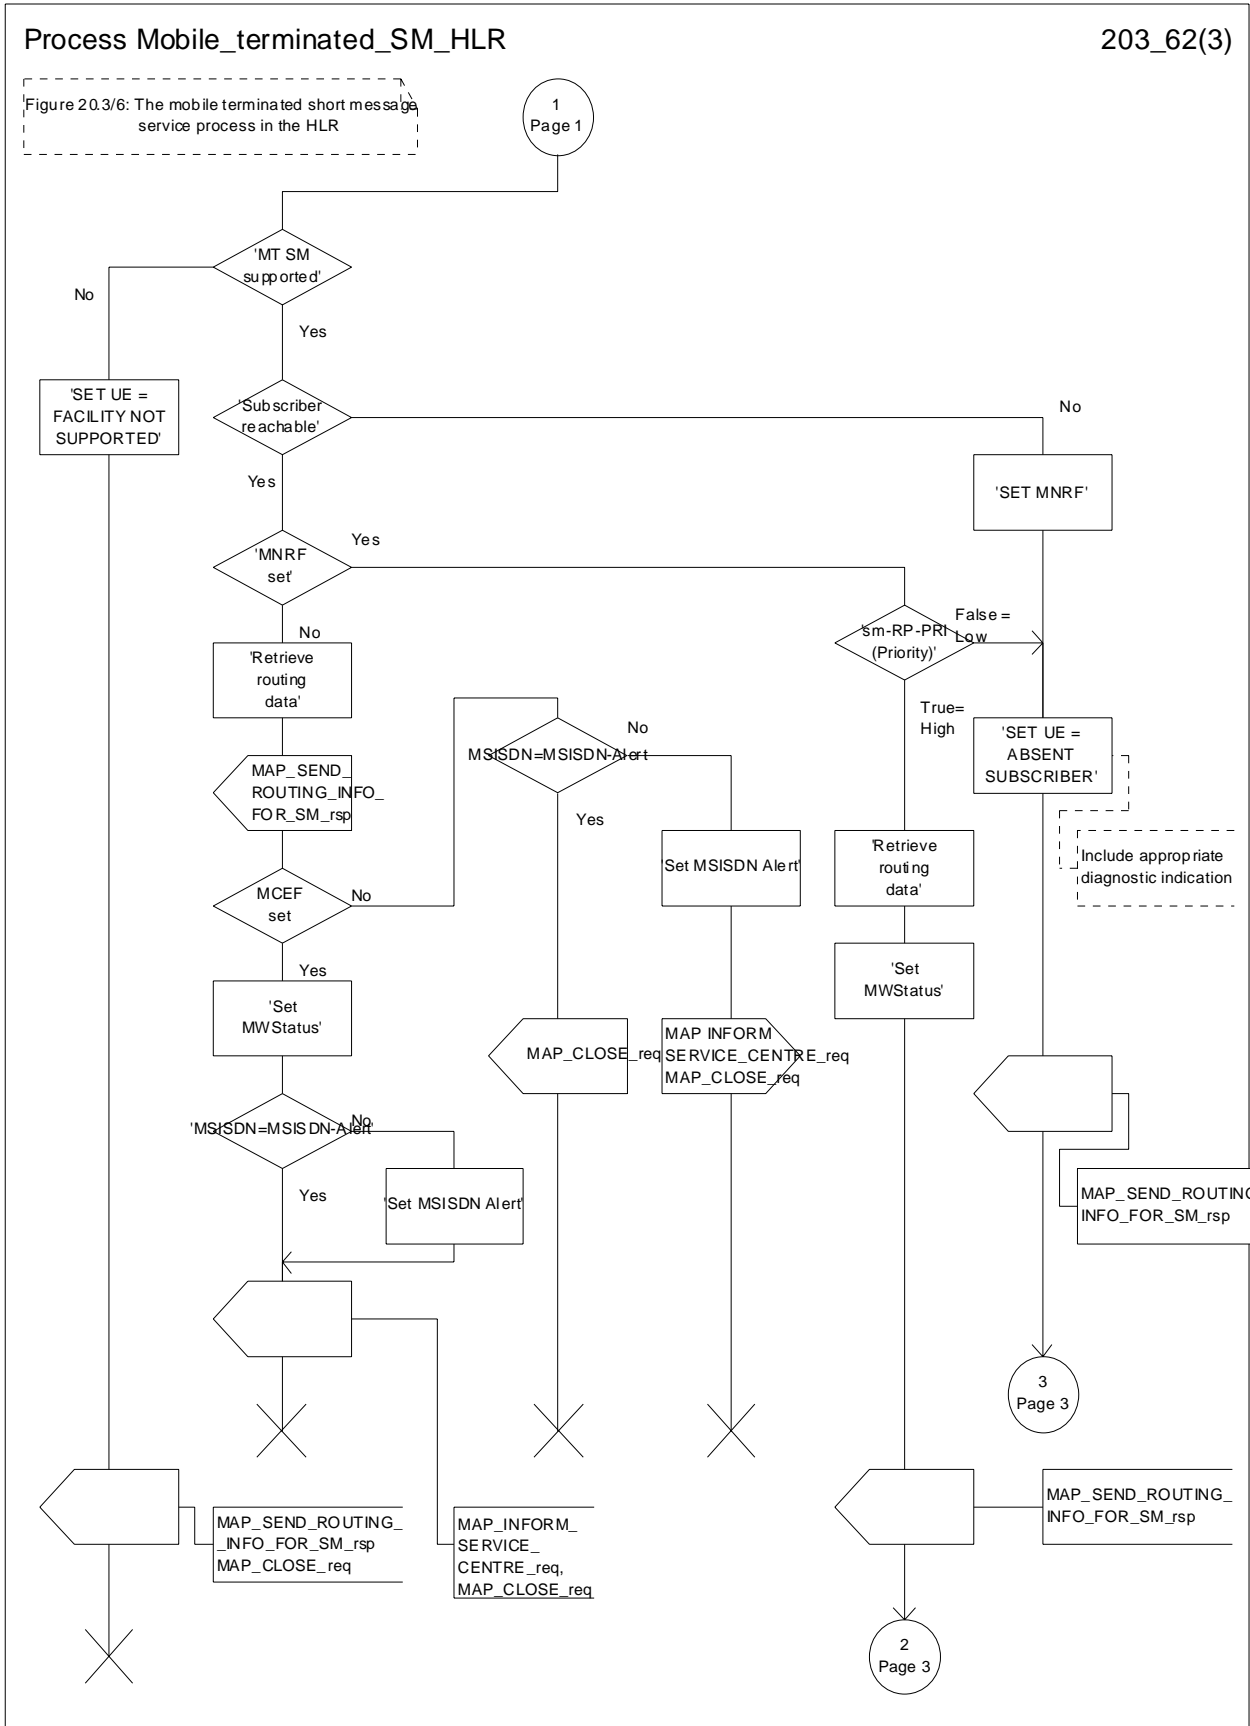 Process Mobile_terminated_SM_HLR
203_62(3)
Figure 20.3/6: The mobile terminated short message
service process in the HLR
1
Page 1
'MT SM
supported'
No
Yes
'SET UE =
FACILITY NOT
SUPPORTED'
'Subscriber
reachable'
No
Yes
'SET MNRF'
'MNRF
set'
Yes
No
'sm-RP-PRI
(Priority)'
False =
Low
True=
High
'Retrieve
routing
data'
MSISDN=MSISDN-Alert
No
Yes
'SET UE =
ABSENT
SUBSCRIBER'
MAP_SEND_
ROUTING_INFO_
FOR_SM_rsp
'Set MSISDN Alert'
'Retrieve
routing
data'
Include appropriate
diagnostic indication
MCEF
set
No
Yes
'Set
MWStatus'
'Set
MWStatus'
MAP_CLOSE_req
MAP INFORM
SERVICE_CENTRE_req
MAP_CLOSE_req
'MSISDN=MSISDN-Alert'
No
Yes
'Set MSISDN Alert'
MAP_SEND_ROUTING
INFO_FOR_SM_rsp
3
Page 3
MAP_SEND_ROUTING_
_INFO_FOR_SM_rsp
MAP_CLOSE_req
MAP_INFORM_
SERVICE_
CENTRE_req,
MAP_CLOSE_req
MAP_SEND_ROUTING_
INFO_FOR_SM_rsp
2
Page 3